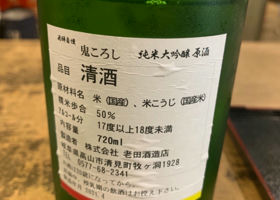 鬼ころし 純米大吟醸 原酒
品目 清酒
原材料名 米(国産)、米こうじ(国産米)
精米歩合 50%
アルコール分 17度以上18度未満
内容量 720ml
製造者 株式会社 老田酒造店
岐阜県高山市清見町牧ヶ洞1928
TEL 0577-68-2341